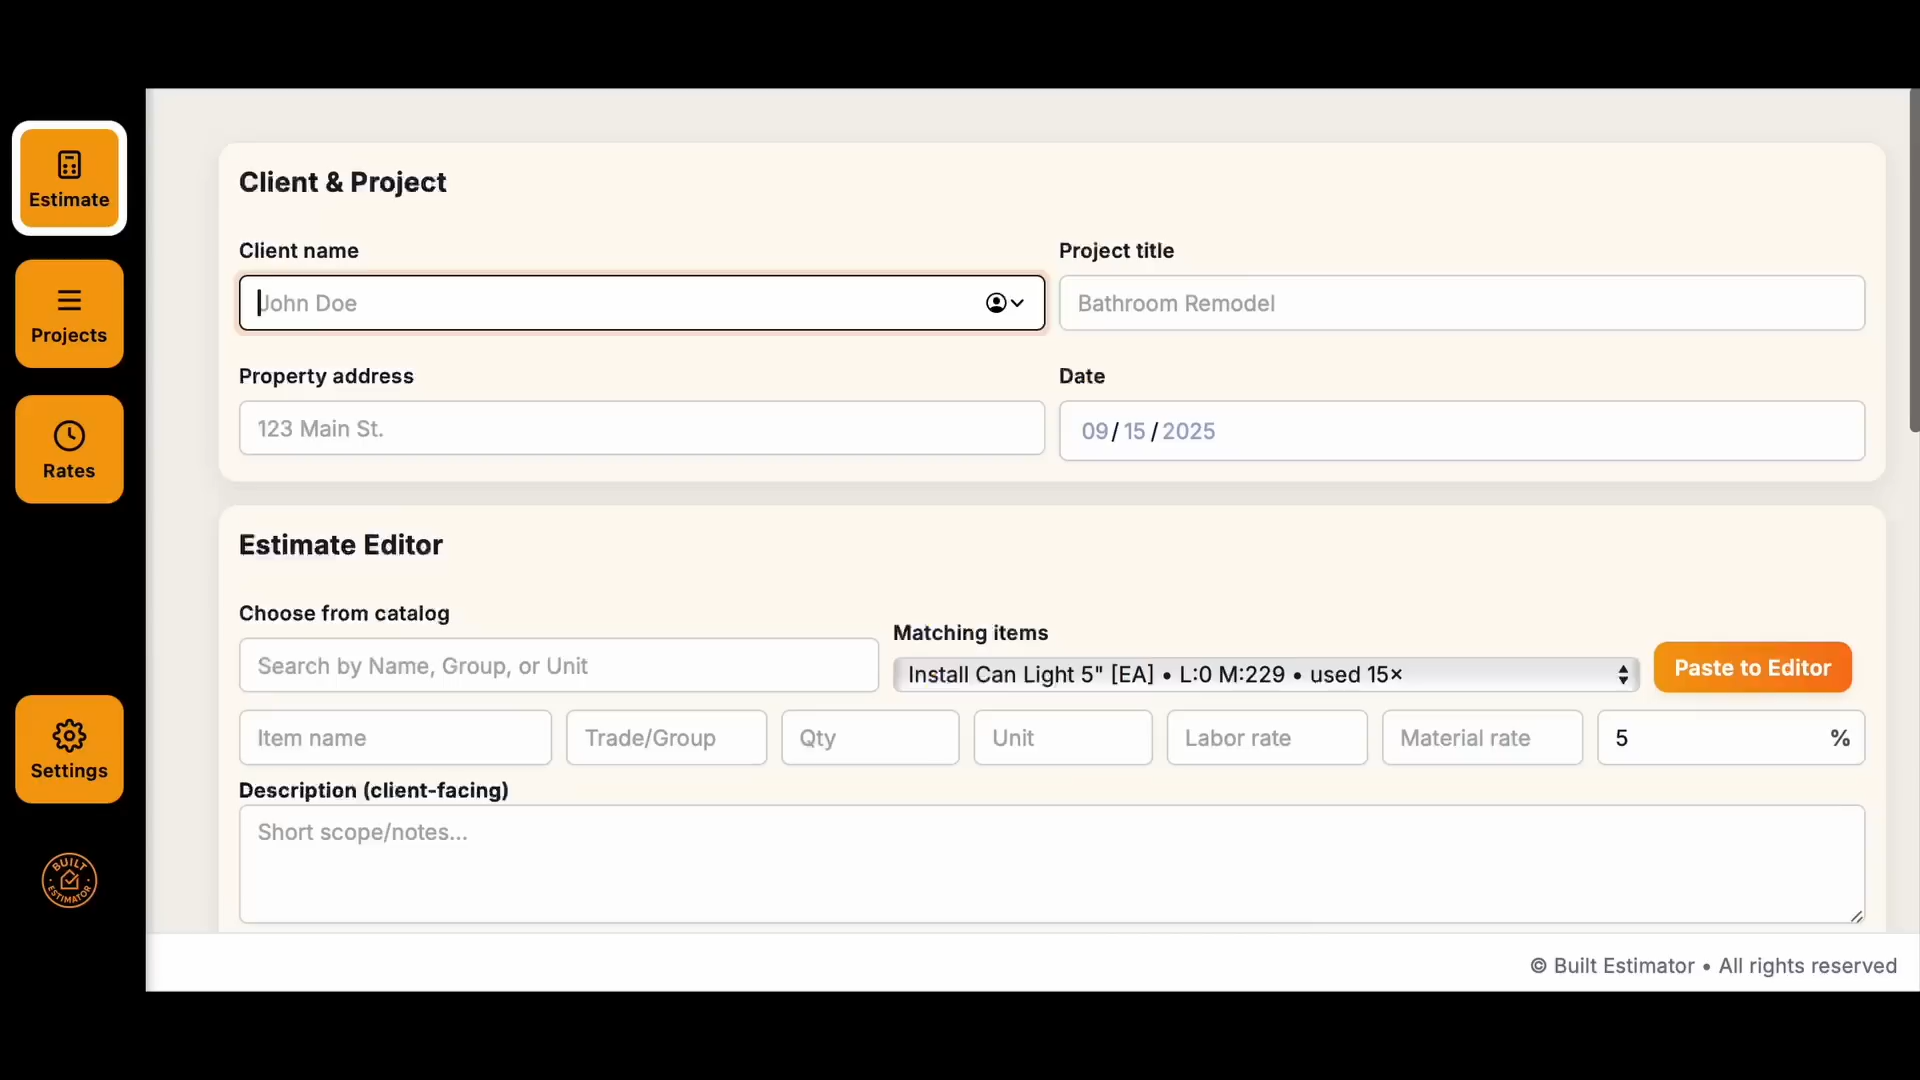 Estimate
Projects
Rates
Settings
BUILT
ESTIMATOR
Client & Project
Client name
Project title
John Doe
Bathroom Remodel
Property address
Date
123 Main St.
09/15/2025
Estimate Editor
Choose from catalog
Matching items
Search by Name, Group, or Unit
Install Can Light 5" [EA] • L:0 M:229 • used 15×
Paste to Editor
Item name
Trade/Group
Qty
Unit
Labor rate
Material rate
5
%
Description (client-facing)
Short scope/notes...
© Built Estimator • All rights reserved